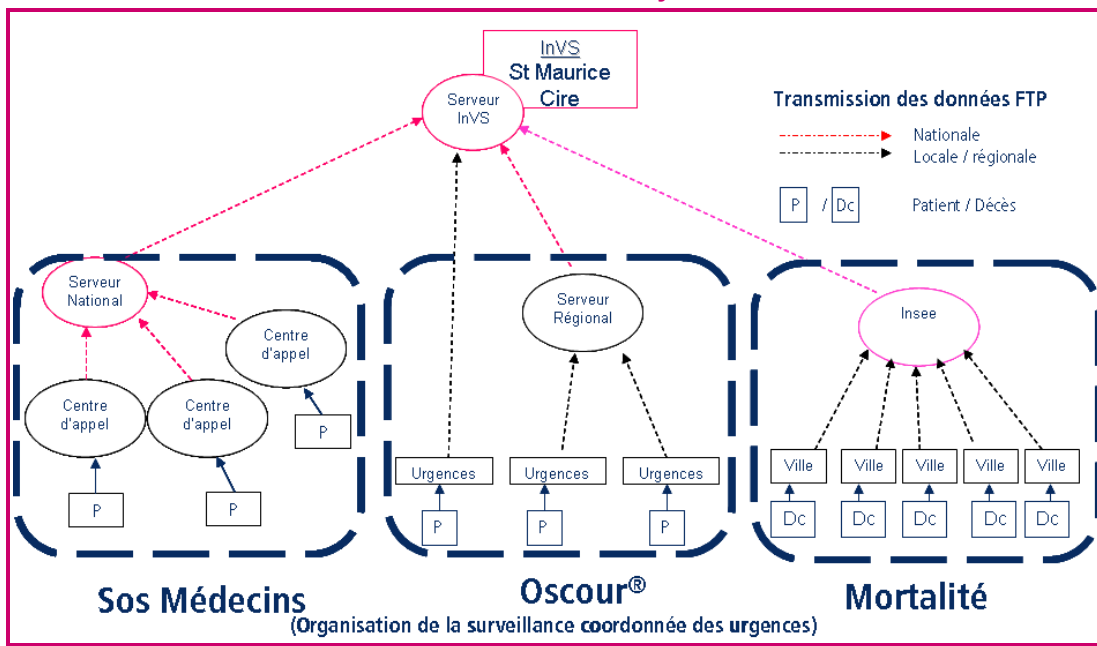 InVS
St Maurice
Cire
Serveur
InVS
Transmission des données FTP
Nationale
Locale / régionale
P / Dc Patient / Décès
Serveur
National
Centre
d'appel
Centre
d'appel
Centre
d'appel
P
P
P
Serveur
Régional
Urgences
Urgences
Urgences
P
P
P
Insee
Ville
Ville
Ville
Ville
Ville
Dc
Dc
Dc
Dc
Dc
Sos Médecins
Oscour®
(Organisation de la surveillance coordonnée des urgences)
Mortalité